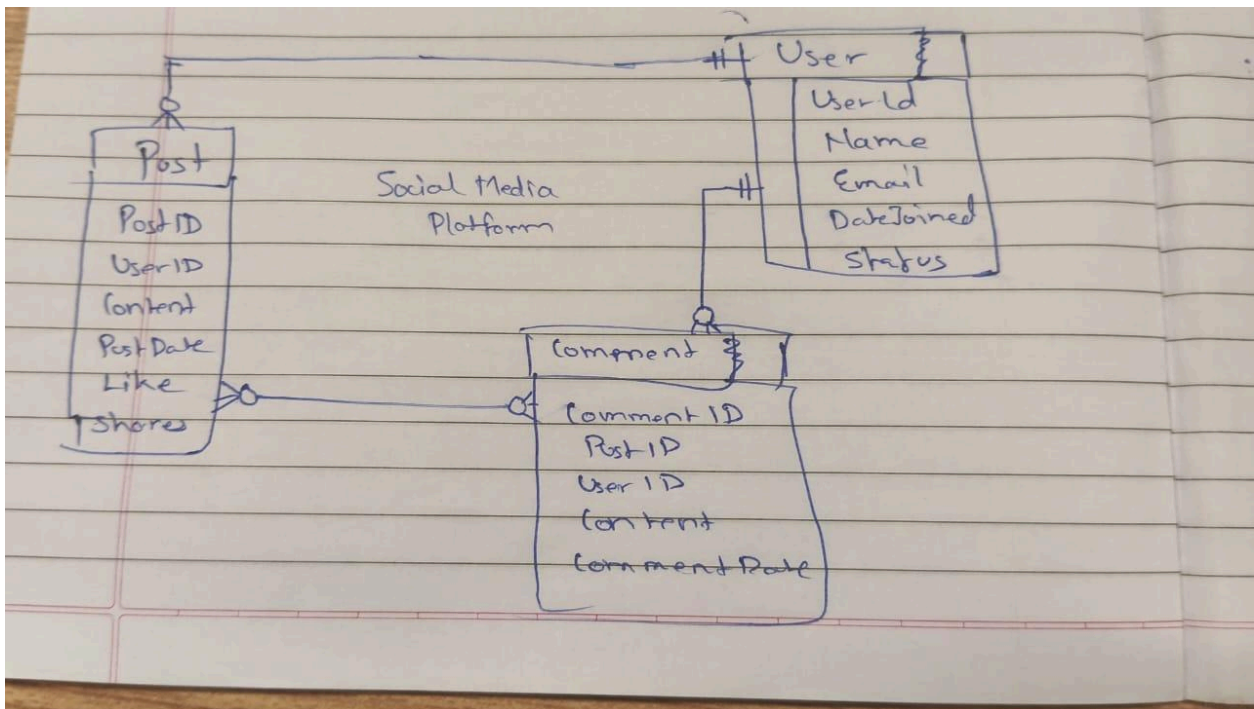 User
UserId
Name
Email
DateJoined
Status
Post
PostID
UserID
Content
PostDate
Like
Shares
Social Media
Platform
Comment
Comment ID
Post ID
User ID
Content
CommentDate